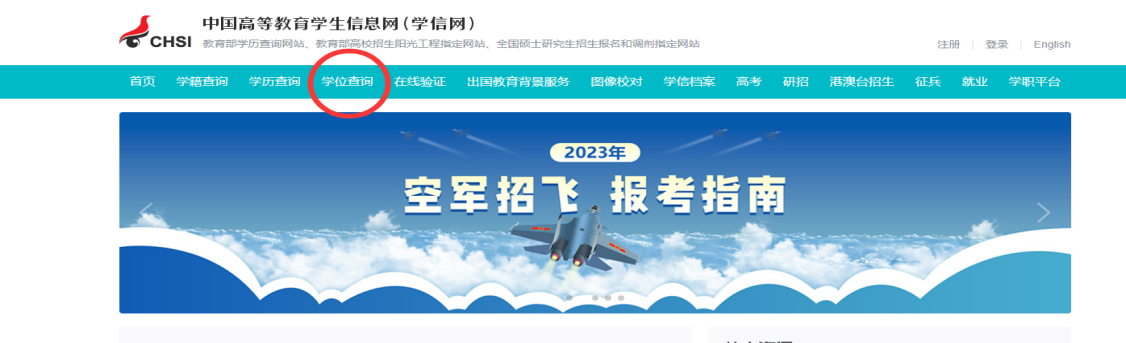 中国高等教育学生信息网(学信网)
CHSI
教育部学历查询网站、教育部高校招生阳光工程指定网站、全国硕士研究生招生报名和调剂指定网站
注册 | 登录 | English
首页 学籍查询 学历查询 学位查询 在线验证 出国教育背景服务 图像校对 学信档案 高考 研招 港澳台招生 征兵 就业 学职平台
2023年
空军招飞 报考指南